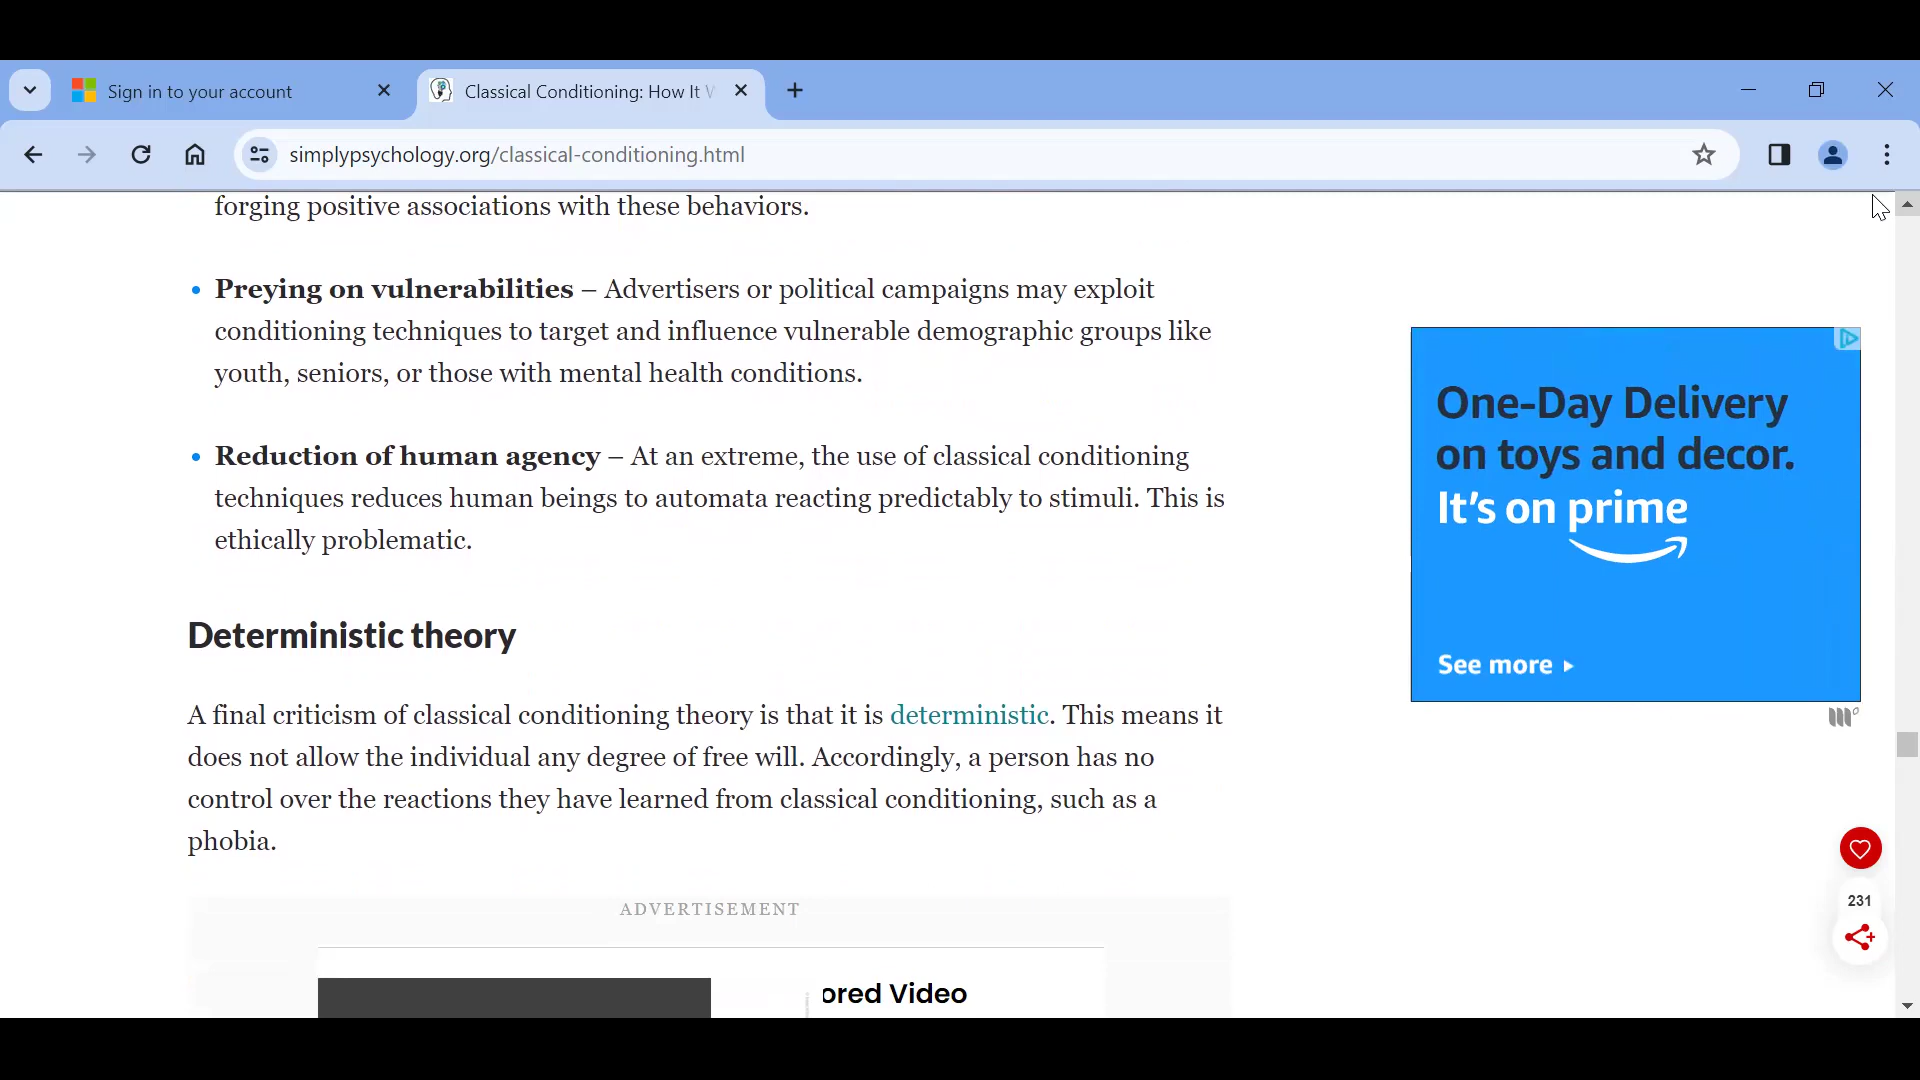 Sign in to your account
Classical Conditioning: How It W
simplypsychology.org/classical-conditioning.html
forging positive associations with these behaviors.
• Preying on vulnerabilities – Advertisers or political campaigns may exploit
conditioning techniques to target and influence vulnerable demographic groups like
youth, seniors, or those with mental health conditions.
• Reduction of human agency – At an extreme, the use of classical conditioning
techniques reduces human beings to automata reacting predictably to stimuli. This is
ethically problematic.
Deterministic theory
A final criticism of classical conditioning theory is that it is deterministic. This means it
does not allow the individual any degree of free will. Accordingly, a person has no
control over the reactions they have learned from classical conditioning, such as a
phobia.
ADVERTISEMENT
ored Video
One-Day Delivery
on toys and decor.
It's on prime
See more
231